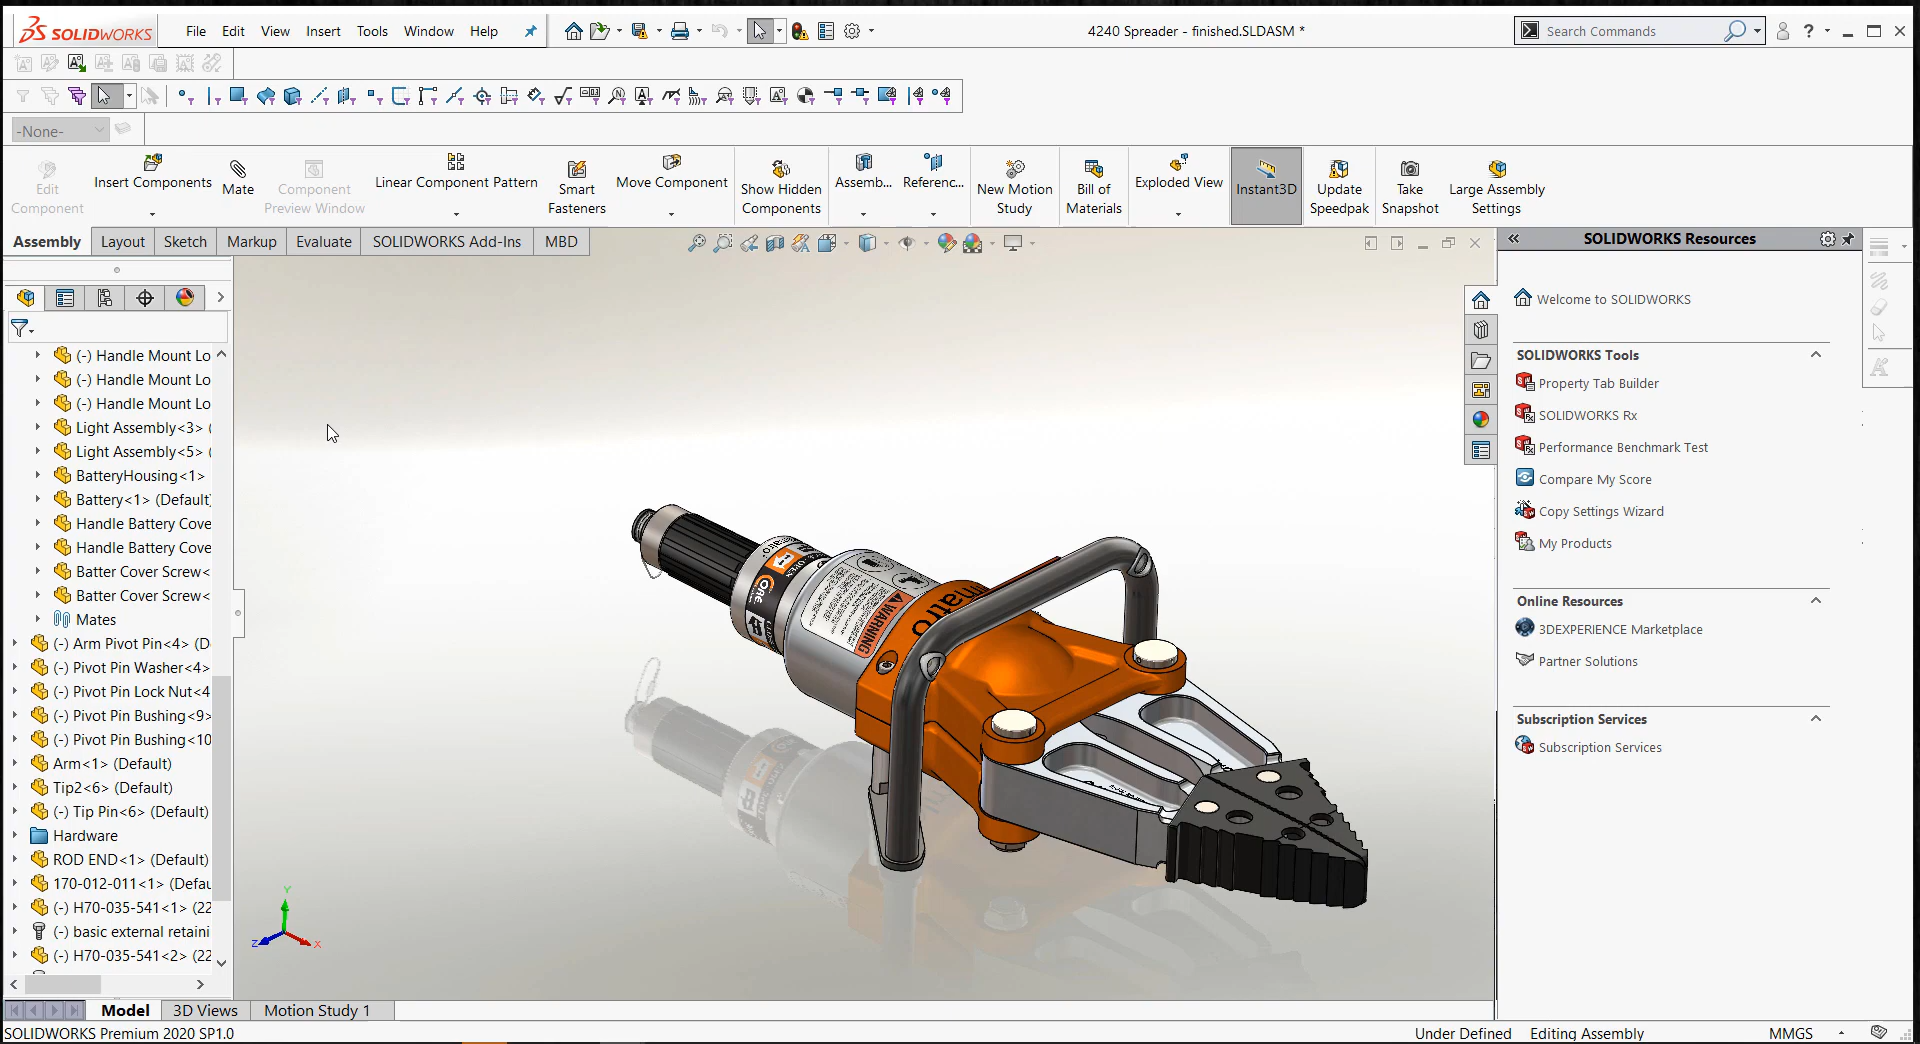 SOLIDWORKS
File Edit View Insert Tools Window Help
4240 Spreader - finished.SLDASM *
Search Commands
?
-None-
Edit Component
Insert Components
Mate
Component Preview Window
Linear Component Pattern
Smart Fasteners
Move Component
Show Hidden Components
Assemb...
Referenc...
New Motion Study
Bill of Materials
Exploded View
Instant3D
Update Speedpak
Take Snapshot
Large Assembly Settings
Assembly Layout Sketch Markup Evaluate SOLIDWORKS Add-Ins MBD
(-) Handle Mount Lo
(-) Handle Mount Lo
(-) Handle Mount Lo
Light Assembly<3> (
Light Assembly<5> (
BatteryHousing<1>
Battery<1> (Default)
Handle Battery Cove
Handle Battery Cove
Batter Cover Screw<
Batter Cover Screw<
Mates
(-) Arm Pivot Pin<4> (D
(-) Pivot Pin Washer<4>
(-) Pivot Pin Lock Nut<4
(-) Pivot Pin Bushing<9>
(-) Pivot Pin Bushing<10
Arm<1> (Default)
Tip2<6> (Default)
(-) Tip Pin<6> (Default)
Hardware
ROD END<1> (Default)
170-012-011<1> (Defau
(-) H70-035-541<1> (22
(-) basic external retaini
(-) H70-035-541<2> (22
OPEN
CORE
WARNING
matro
Y
Z
X
SOLIDWORKS Resources
Welcome to SOLIDWORKS
SOLIDWORKS Tools
Property Tab Builder
SOLIDWORKS Rx
Performance Benchmark Test
Compare My Score
Copy Settings Wizard
My Products
Online Resources
3DEXPERIENCE Marketplace
Partner Solutions
Subscription Services
Subscription Services
Model 3D Views Motion Study 1
SOLIDWORKS Premium 2020 SP1.0
Under Defined Editing Assembly MMGS